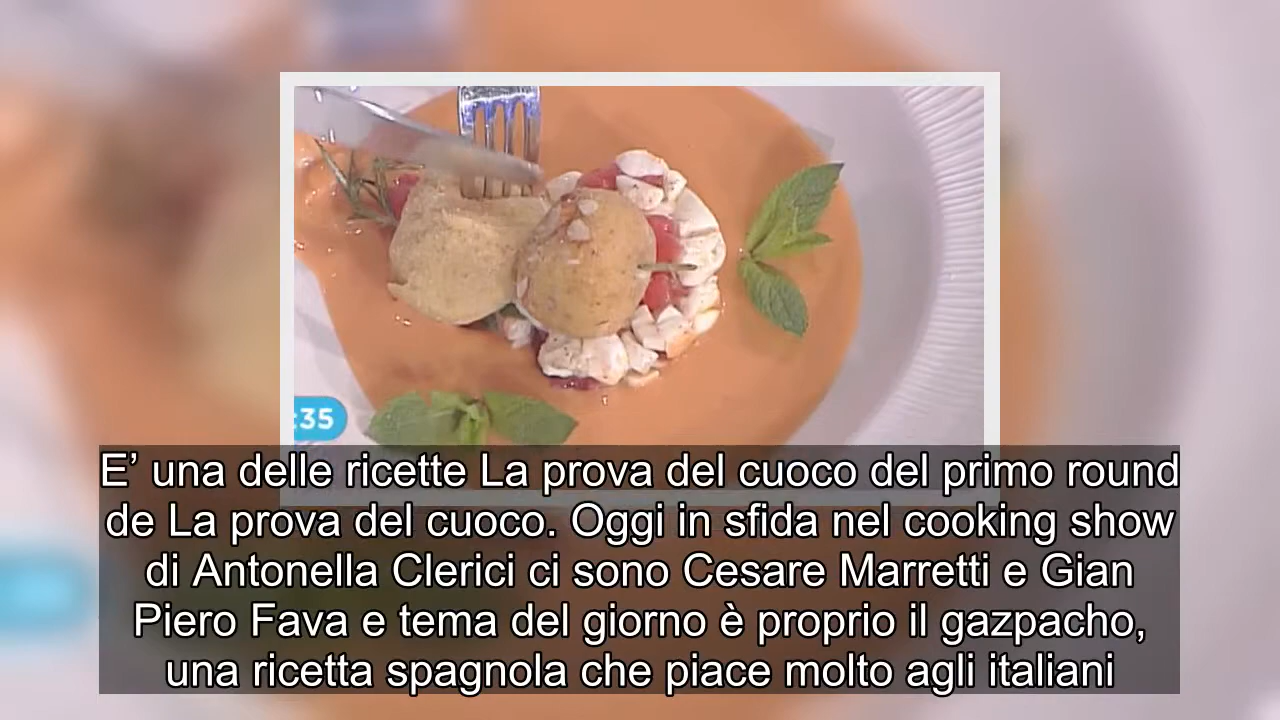 :35
E’ una delle ricette La prova del cuoco del primo round
de La prova del cuoco. Oggi in sfida nel cooking show
di Antonella Clerici ci sono Cesare Marretti e Gian
Piero Fava e tema del giorno è proprio il gazpacho,
una ricetta spagnola che piace molto agli italiani